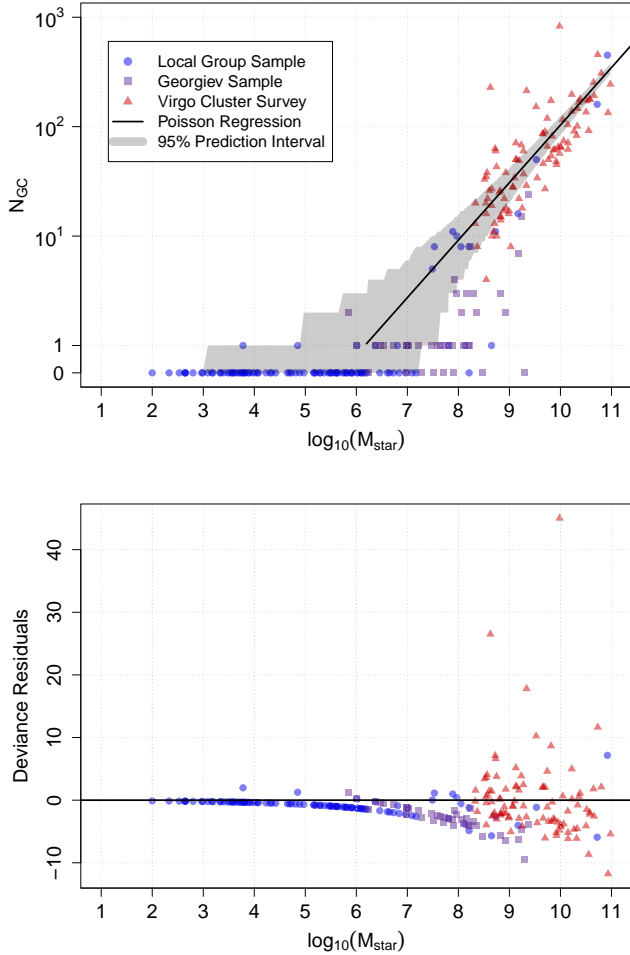 10³
10²
10¹
1
0
N_GC
Local Group Sample
Georgiev Sample
Virgo Cluster Survey
Poisson Regression
95% Prediction Interval
1 2 3 4 5 6 7 8 9 10 11
log₁₀(M_star)
40
30
20
10
0
−10
Deviance Residuals
1 2 3 4 5 6 7 8 9 10 11
log₁₀(M_star)